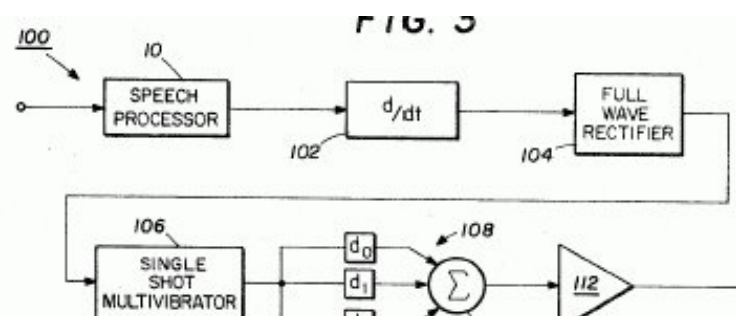 FIG. 3
100
10
SPEECH
PROCESSOR
d/dt
102
FULL
WAVE
RECTIFIER
104
106
SINGLE
SHOT
MULTIVIBRATOR
108
d0
d1
Σ
112